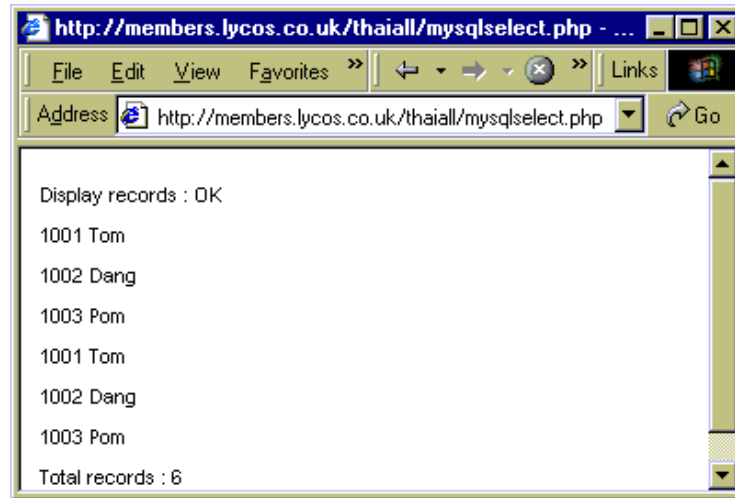 http://members.lycos.co.uk/thaiall/mysqlselect.php - ...
File Edit View Favorites » » Links
Address http://members.lycos.co.uk/thaiall/mysqlselect.php Go
Display records : OK
1001 Tom
1002 Dang
1003 Pom
1001 Tom
1002 Dang
1003 Pom
Total records : 6